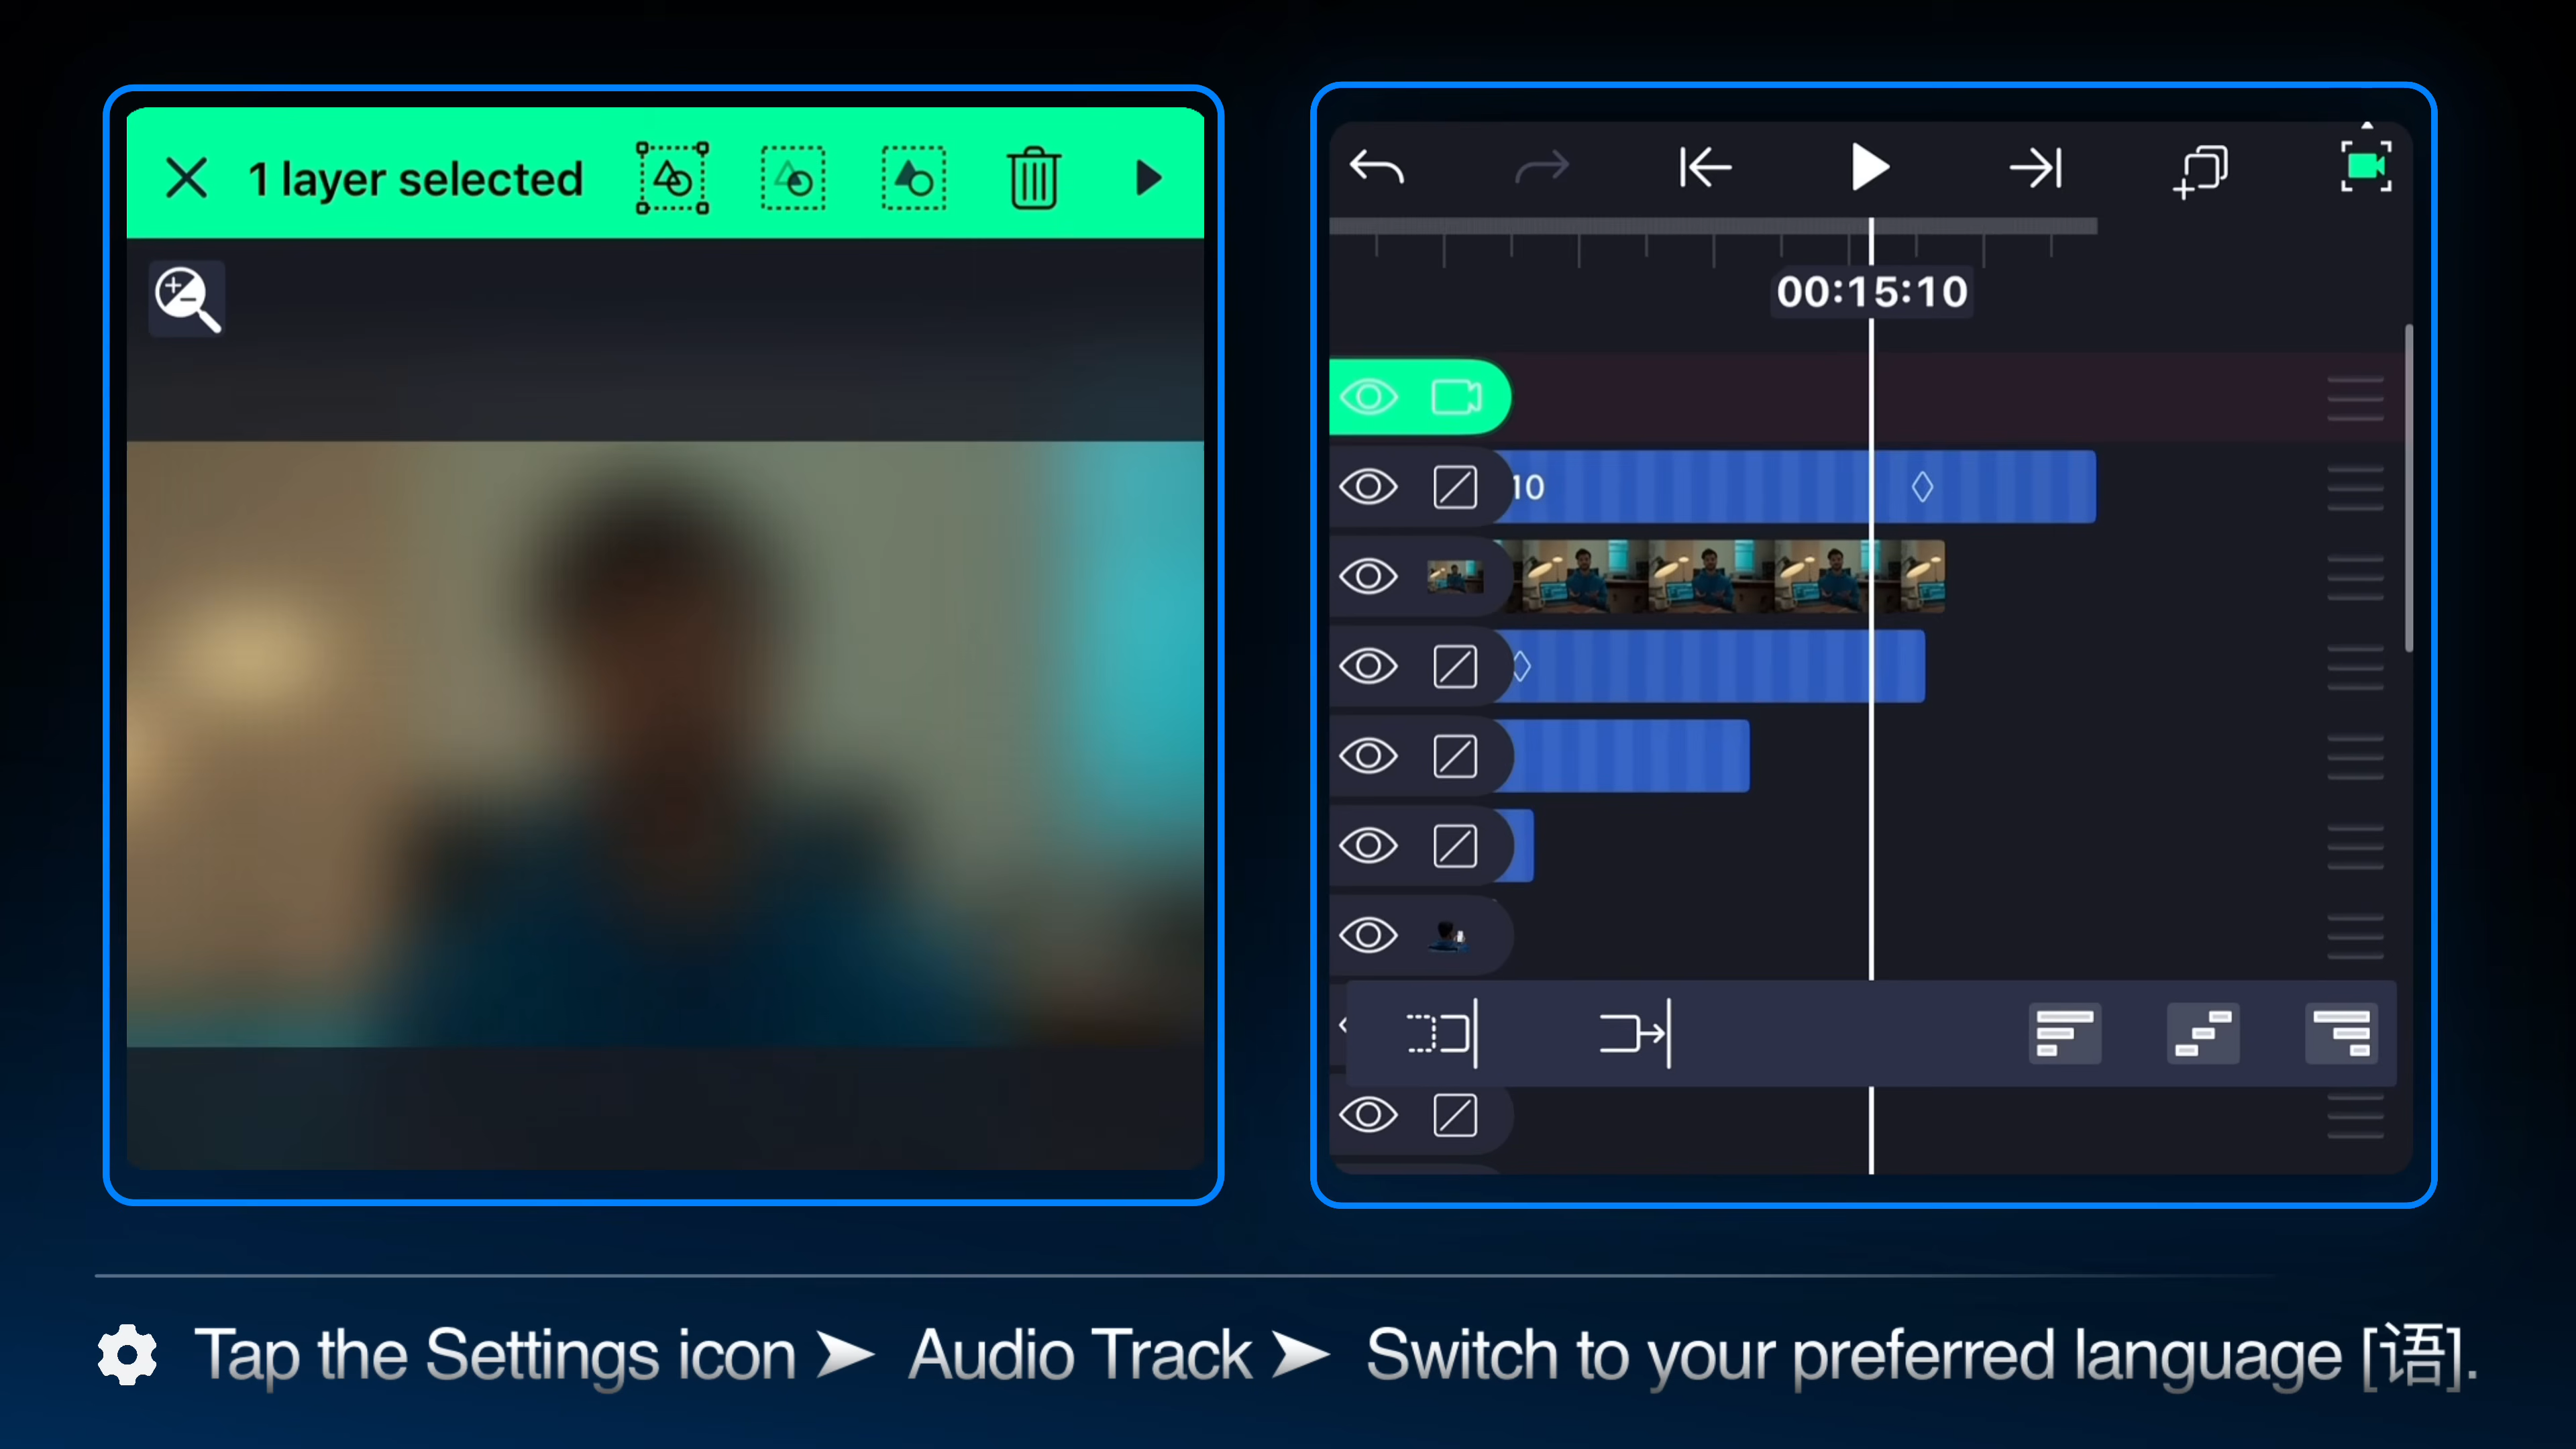 1 layer selected
00:15:10
10
Tap the Settings icon ➤ Audio Track ➤ Switch to your preferred language [语].